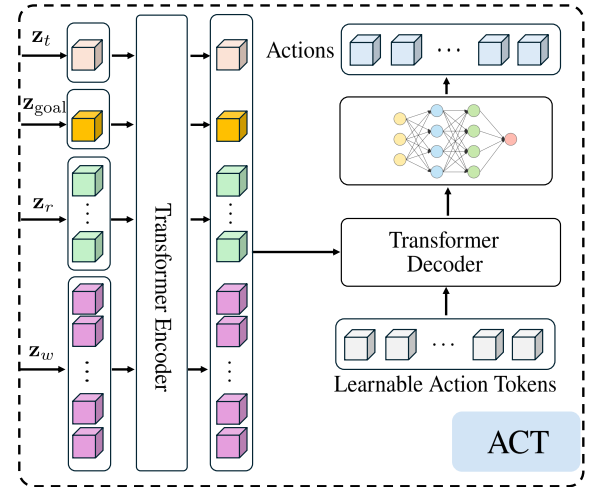 z_t
z_goal
z_r
z_w
Transformer Encoder
Actions
Transformer
Decoder
Learnable Action Tokens
ACT